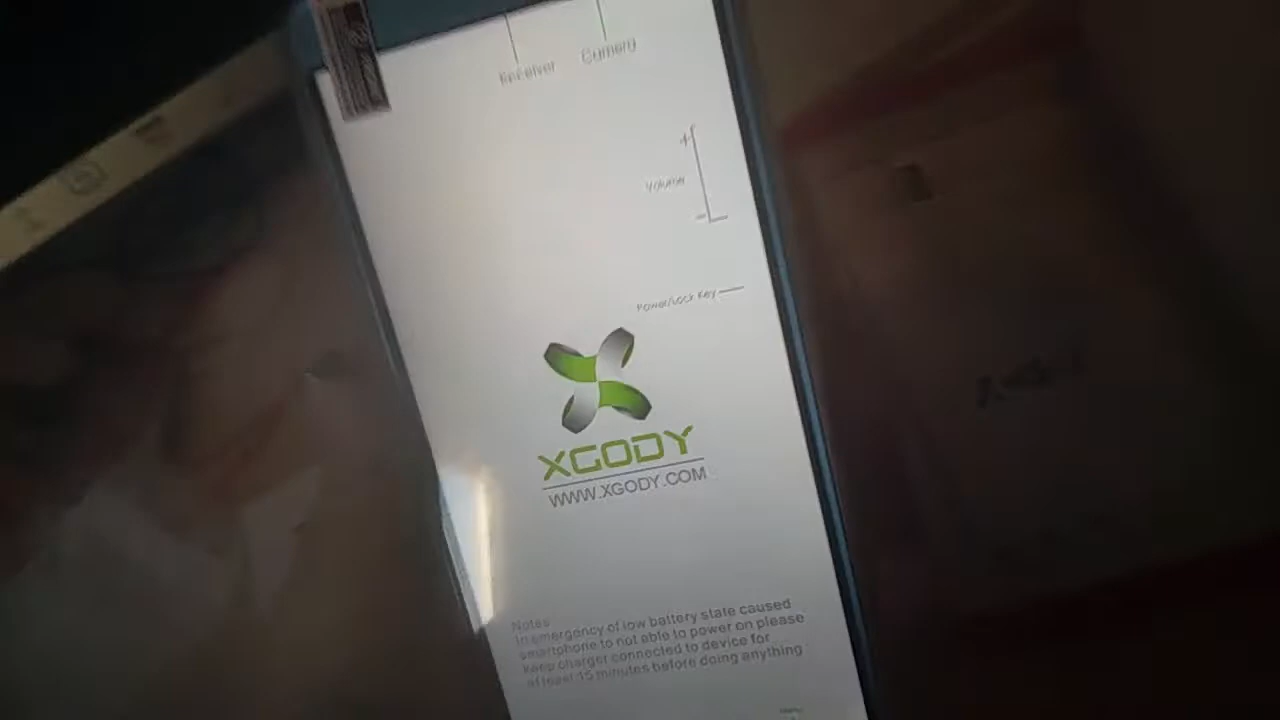 Receiver
Camera
+
Volume
-
Power/Lock Key
XGODY
WWW.XGODY.COM
Notes
In emergency of low battery state caused
smartphone to not able to power on please
keep charger connected to device for
at least 15 minutes before doing anything